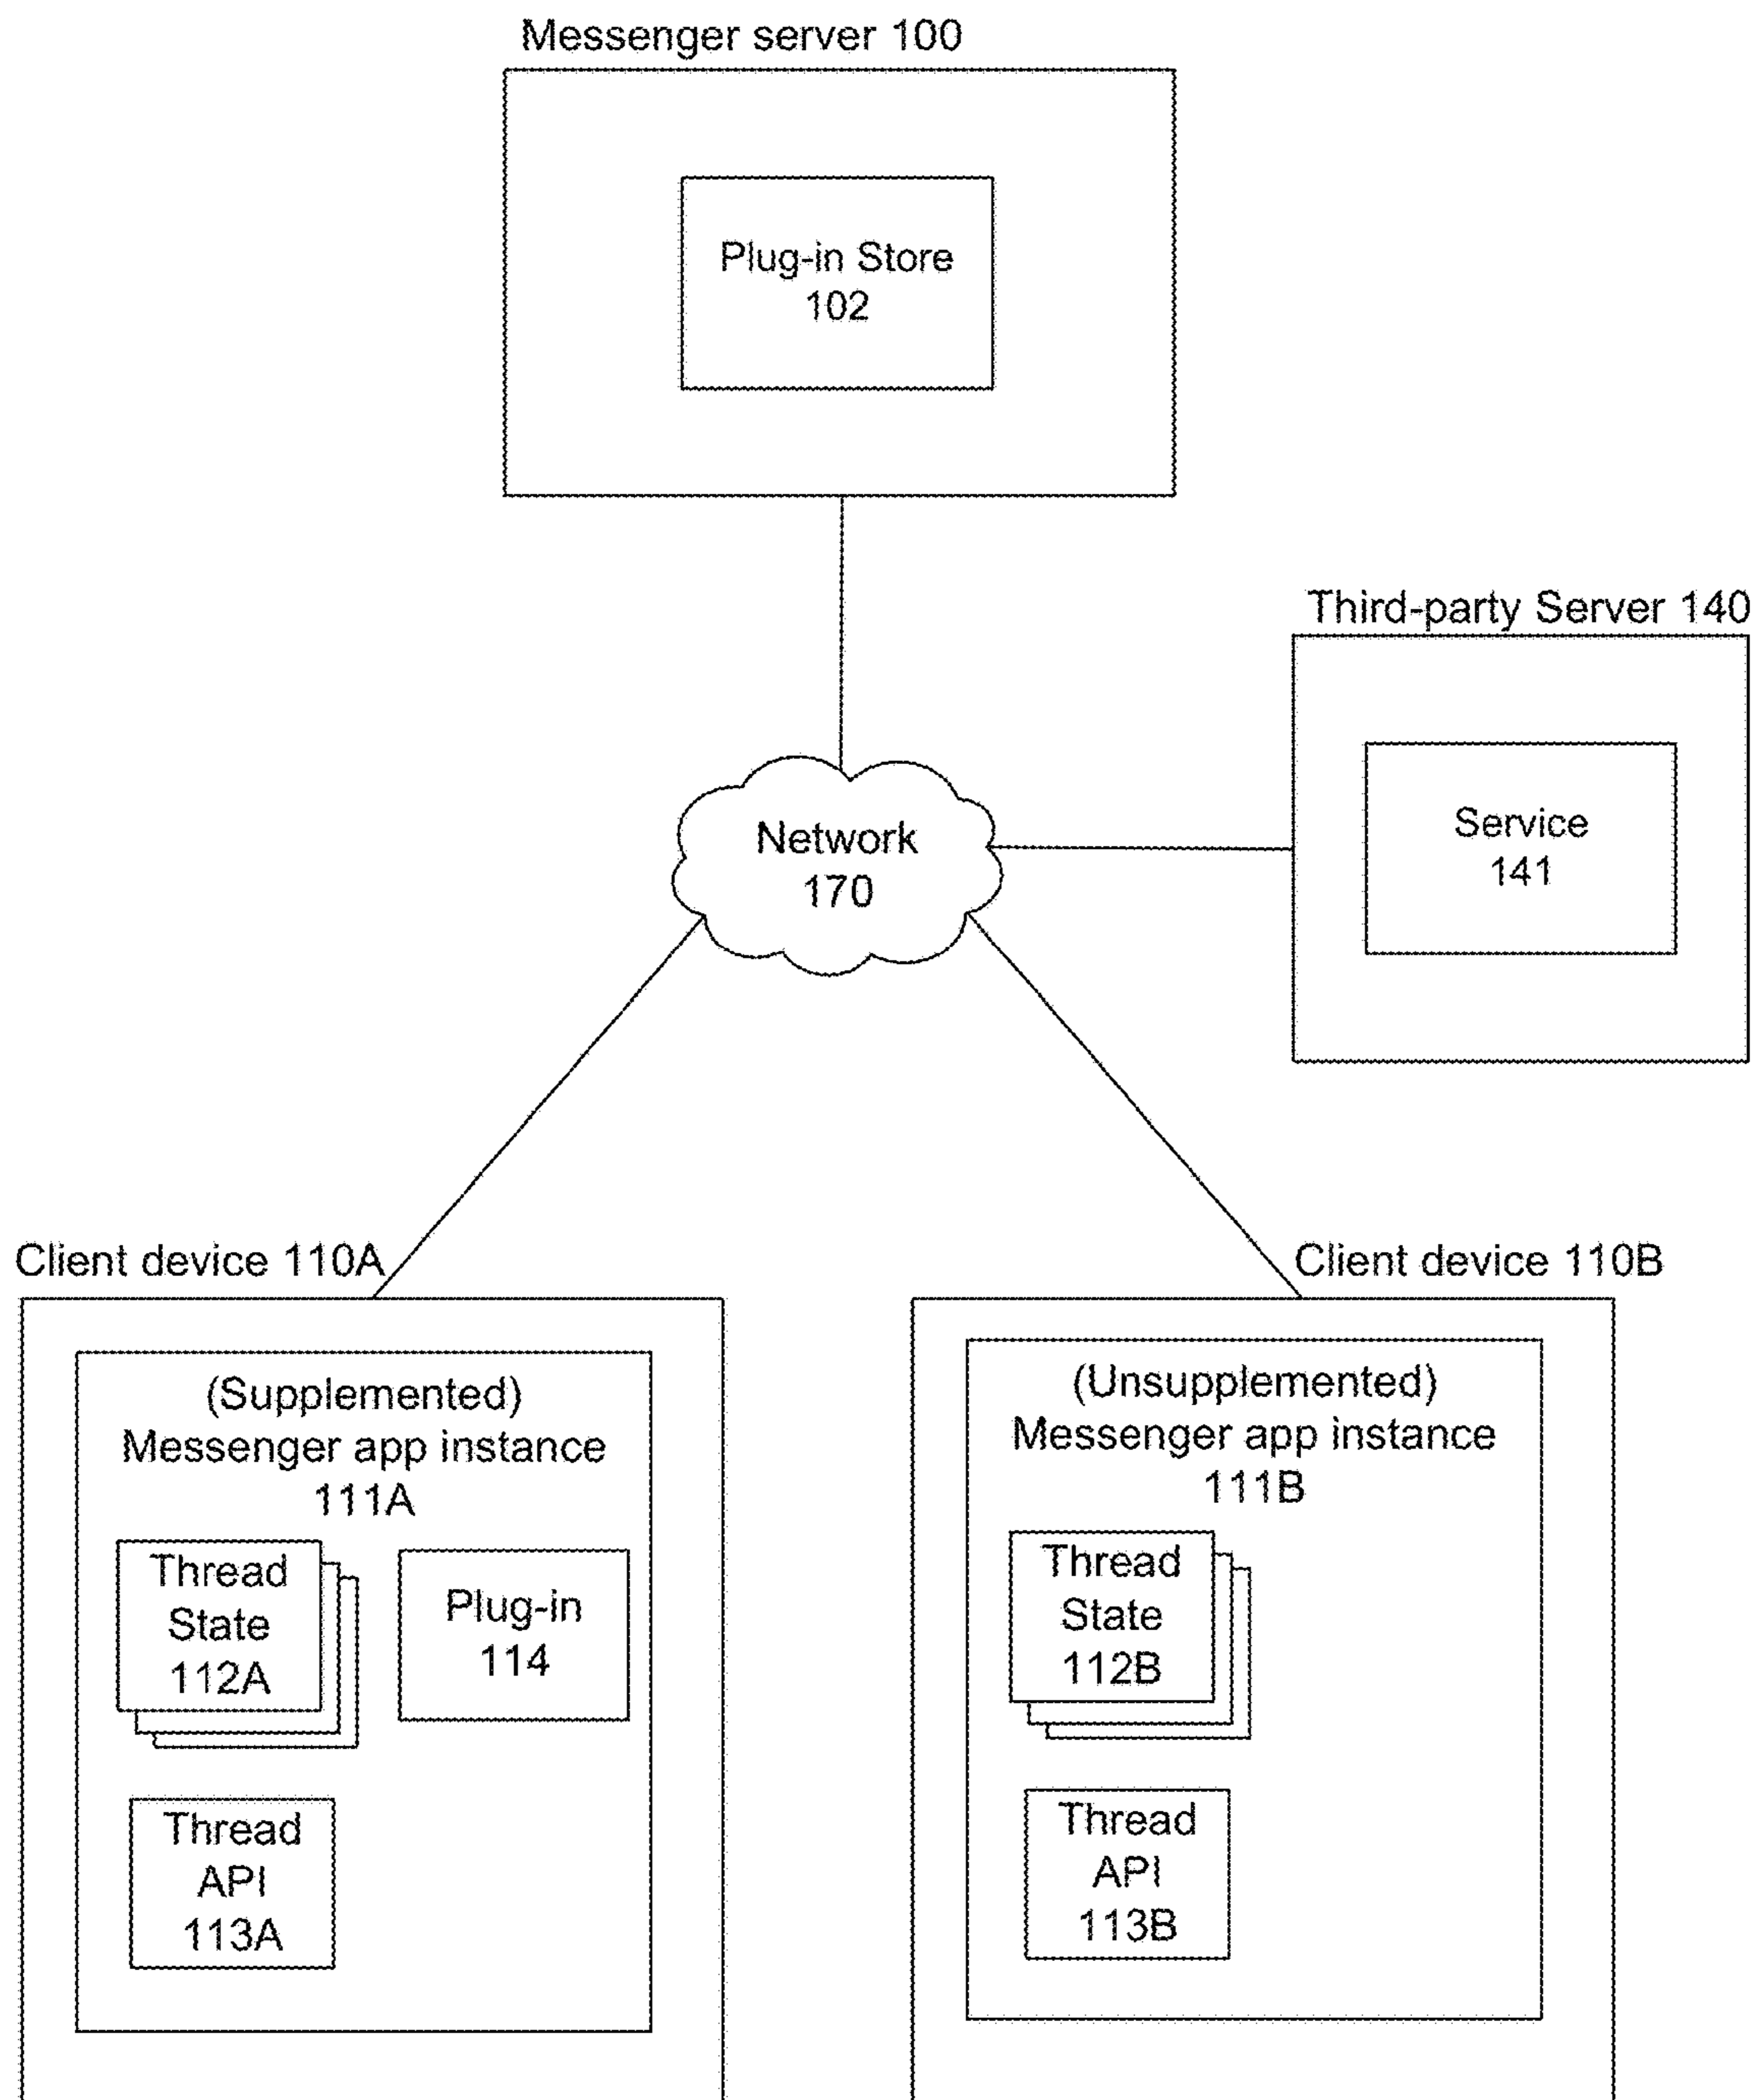 Messenger server 100
Plug-in Store
102
Third-party Server 140
Service
141
Network
170
Client device 110A
(Supplemented)
Messenger app instance
111A
Thread
State
112A
Plug-in
114
Thread
API
113A
Client device 110B
(Unsupplemented)
Messenger app instance
111B
Thread
State
112B
Thread
API
113B